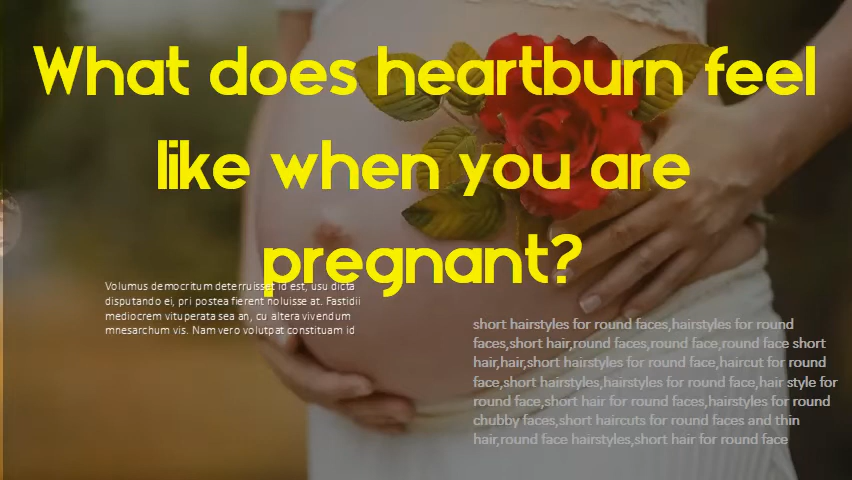 What does heartburn feel
like when you are
pregnant?
Volumus democritum deterruisset id est, usu dicta
disputando ei, pri postea fierent noluisse at. Fastidii
mediocrem vituperata sea an, cu altera vivendum
mnesarchum vis. Nam vero volutpat constituam id
short hairstyles for round faces,hairstyles for round
faces,short hair,round faces,round face,round face short
hair,hair,short hairstyles for round face,haircut for round
face,short hairstyles,hairstyles for round face,hair style for
round face,short hair for round faces,hairstyles for round
chubby faces,short haircuts for round faces and thin
hair,round face hairstyles,short hair for round face